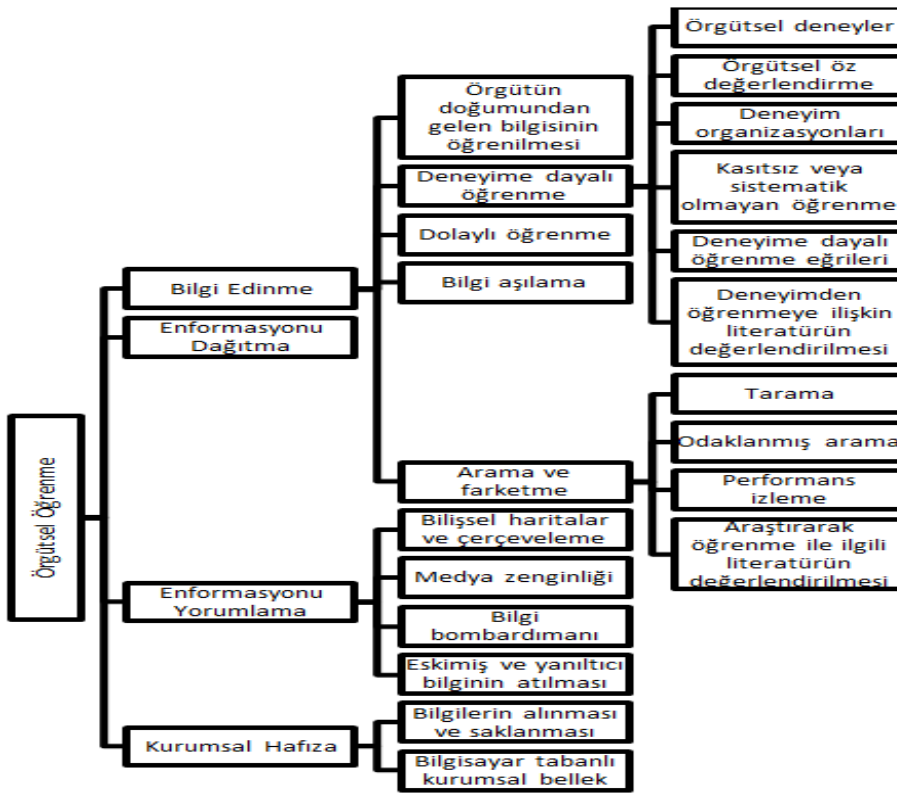 Örgütsel Öğrenme
Bilgi Edinme
Örgütün
doğumundan
gelen bilgisinin
öğrenilmesi
Deneyime dayalı
öğrenme
Örgütsel deneyler
Örgütsel öz
değerlendirme
Deneyim
organizasyonları
Kasıtsız veya
sistematik
olmayan öğrenme
Deneyime dayalı
öğrenme eğrileri
Deneyimden
öğrenmeye ilişkin
literatürün
değerlendirilmesi
Dolaylı öğrenme
Bilgi aşılama
Arama ve
farketme
Tarama
Odaklanmış arama
Performans
izleme
Araştırarak
öğrenme ile ilgili
literatürün
değerlendirilmesi
Enformasyonu
Dağıtma
Enformasyonu
Yorumlama
Bilişsel haritalar
ve çerçeveleme
Medya zenginliği
Bilgi
bombardımanı
Eskimiş ve yanıltıcı
bilginin atılması
Kurumsal Hafıza
Bilgilerin alınması
ve saklanması
Bilgisayar tabanlı
kurumsal bellek